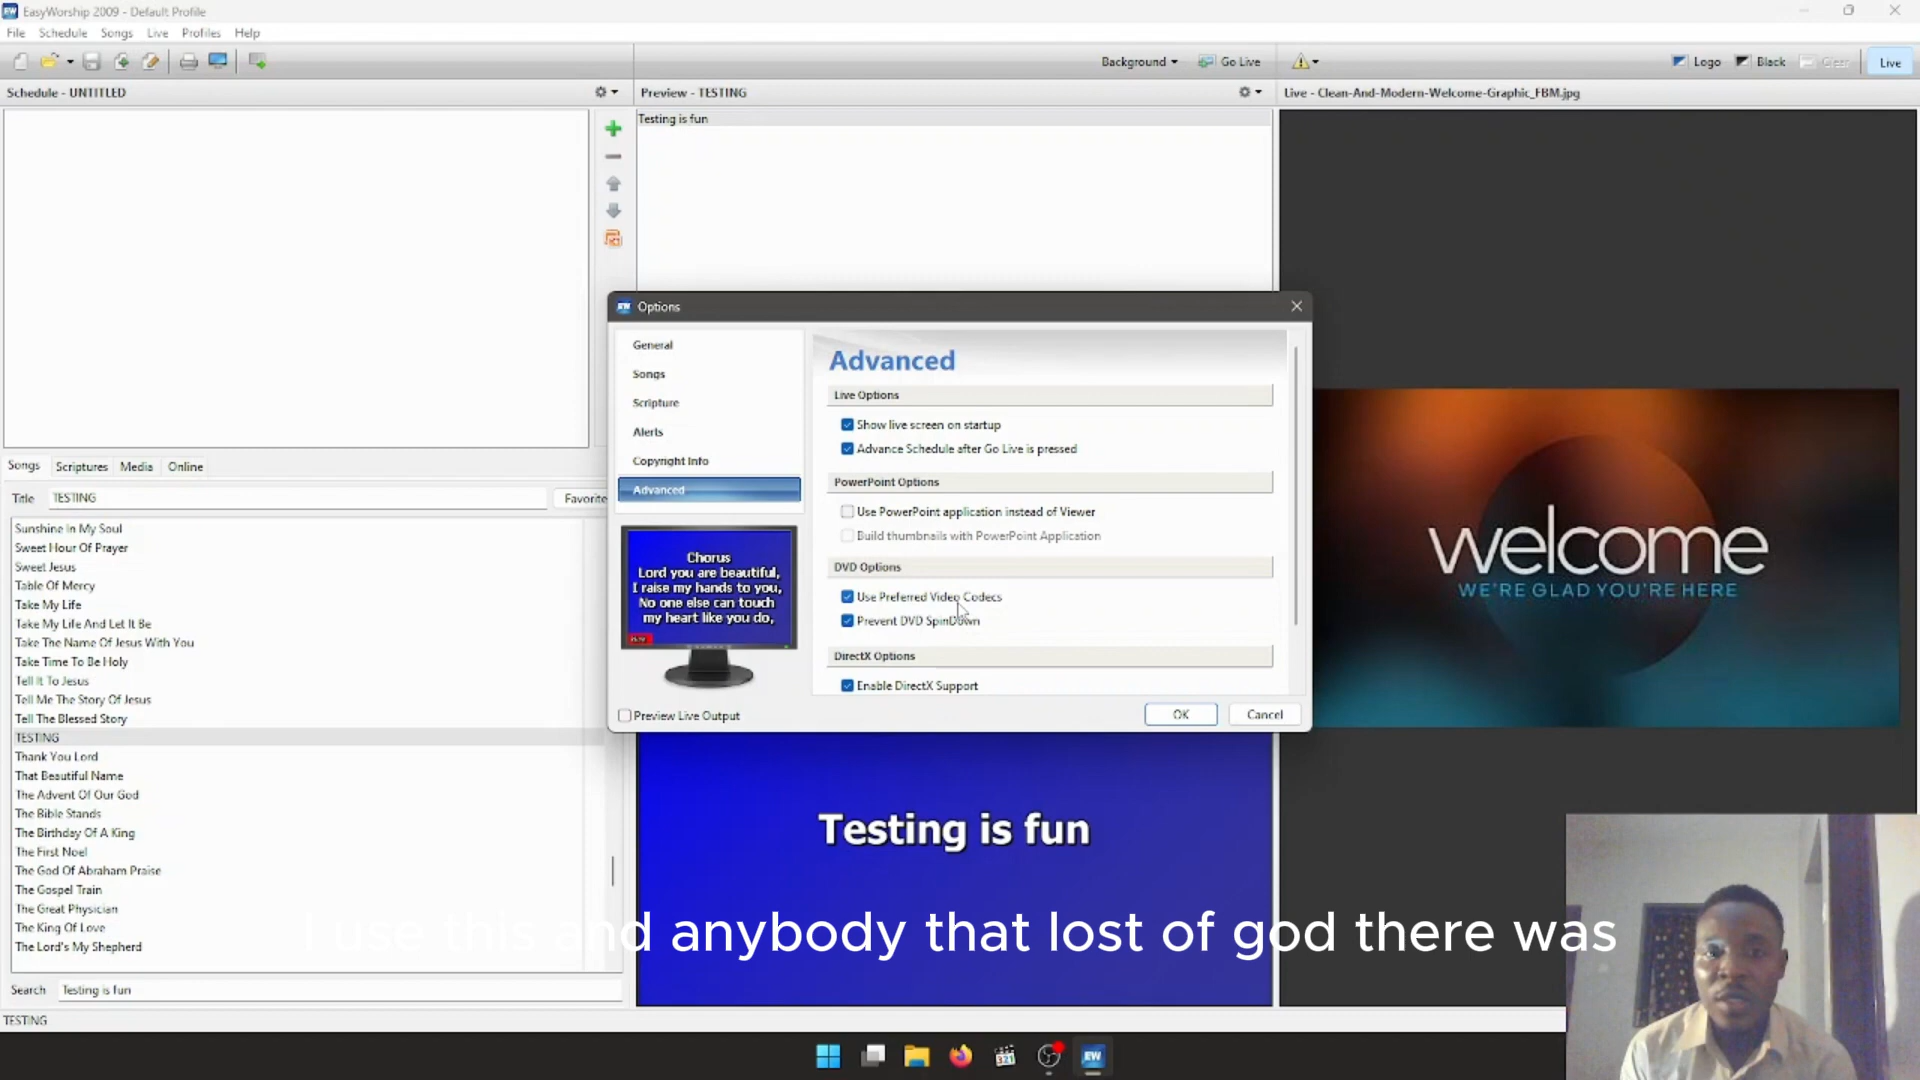 EasyWorship 2009 - Default Profile
File Schedule Songs Live Profiles Help
Background Go Live Logo Black Clear Live
Schedule - UNTITLED
Preview - TESTING
Live - Clean-And-Modern-Welcome-Graphic_FBM.jpg
Testing is fun
Options
General
Songs
Scripture
Alerts
Copyright Info
Advanced
Chorus
Lord you are beautiful,
I raise my hands to you,
No one else can touch
my heart like you do,
Preview Live Output
Advanced
Live Options
Show live screen on startup
Advance Schedule after Go Live is pressed
PowerPoint Options
Use PowerPoint application instead of Viewer
Build thumbnails with PowerPoint Application
DVD Options
Use Preferred Video Codecs
Prevent DVD SpinDown
DirectX Options
Enable DirectX Support
OK Cancel
Songs Scriptures Media Online
Title TESTING Favorite
Sunshine In My Soul
Sweet Hour Of Prayer
Sweet Jesus
Table Of Mercy
Take My Life
Take My Life And Let It Be
Take The Name Of Jesus With You
Take Time To Be Holy
Tell It To Jesus
Tell Me The Story Of Jesus
Tell The Blessed Story
TESTING
Thank You Lord
That Beautiful Name
The Advent Of Our God
The Bible Stands
The Birthday Of A King
The First Noel
The God Of Abraham Praise
The Gospel Train
The Great Physician
The King Of Love
The Lord's My Shepherd
Search Testing is fun
TESTING
Testing is fun
welcome
WE'RE GLAD YOU'RE HERE
I use this and anybody that lost of god there was
321
EW